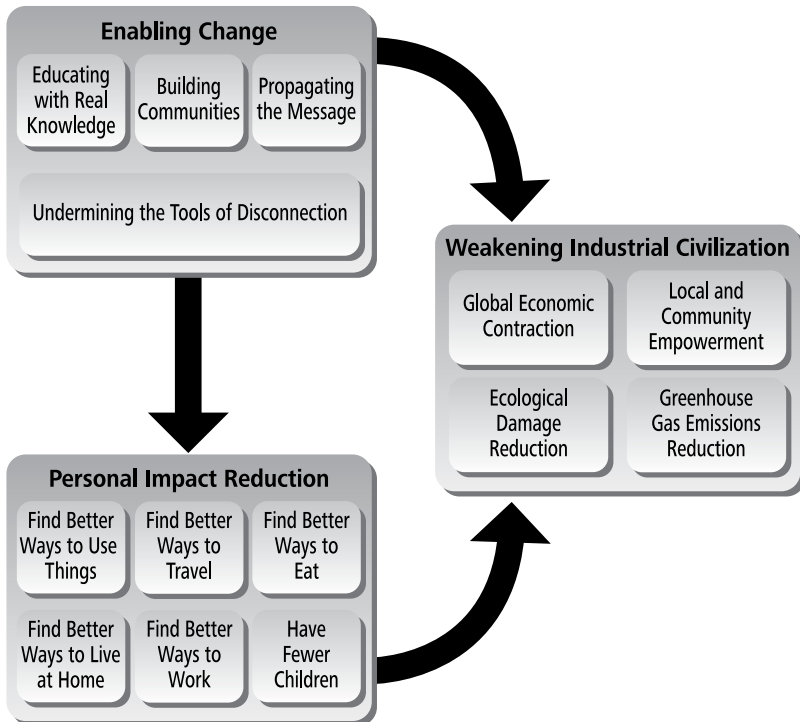 Enabling Change
Educating
with Real
Knowledge
Building
Communities
Propagating
the Message
Undermining the Tools of Disconnection
Weakening Industrial Civilization
Global Economic
Contraction
Local and
Community
Empowerment
Ecological
Damage
Reduction
Greenhouse
Gas Emissions
Reduction
Personal Impact Reduction
Find Better
Ways to Use
Things
Find Better
Ways to
Travel
Find Better
Ways to
Eat
Find Better
Ways to Live
at Home
Find Better
Ways to
Work
Have
Fewer
Children